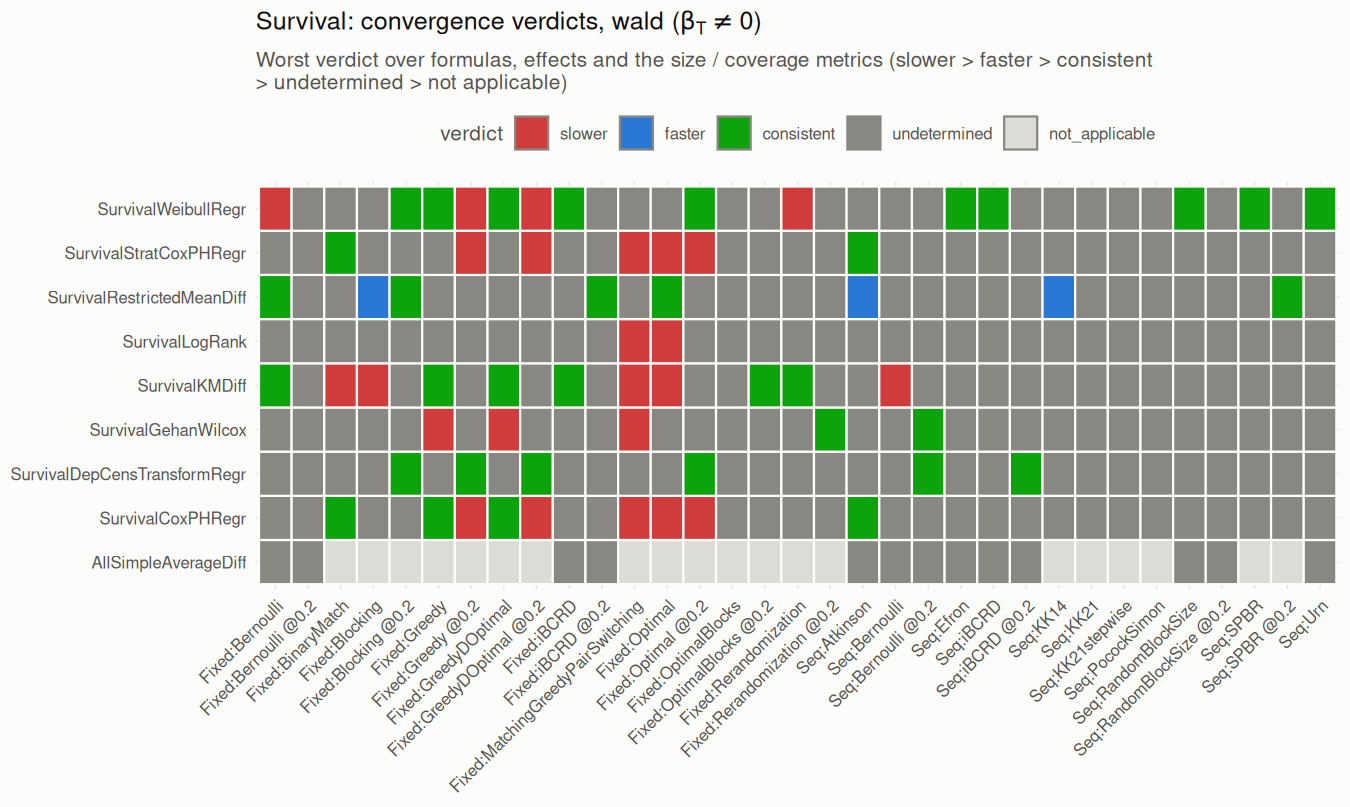 Survival: convergence verdicts, wald (βT ≠ 0)
Worst verdict over formulas, effects and the size / coverage metrics (slower > faster > consistent
> undetermined > not applicable)
verdict slower faster consistent undetermined not_applicable
SurvivalWeibullRegr
SurvivalStratCoxPHRegr
SurvivalRestrictedMeanDiff
SurvivalLogRank
SurvivalKMDiff
SurvivalGehanWilcox
SurvivalDepCensTransformRegr
SurvivalCoxPHRegr
AllSimpleAverageDiff
Fixed:Bernoulli
Fixed:Bernoulli @0.2
Fixed:BinaryMatch
Fixed:Blocking
Fixed:Blocking @0.2
Fixed:Greedy
Fixed:Greedy @0.2
Fixed:GreedyDOptimal
Fixed:GreedyDOptimal @0.2
Fixed:iBCRD
Fixed:iBCRD @0.2
Fixed:MatchingGreedyPairSwitching
Fixed:Optimal
Fixed:Optimal @0.2
Fixed:OptimalBlocks
Fixed:OptimalBlocks @0.2
Fixed:Rerandomization
Fixed:Rerandomization @0.2
Seq:Atkinson
Seq:Bernoulli
Seq:Bernoulli @0.2
Seq:Efron
Seq:iBCRD
Seq:iBCRD @0.2
Seq:KK14
Seq:KK21
Seq:KK21stepwise
Seq:PocockSimon
Seq:RandomBlockSize
Seq:RandomBlockSize @0.2
Seq:SPBR
Seq:SPBR @0.2
Seq:Urn